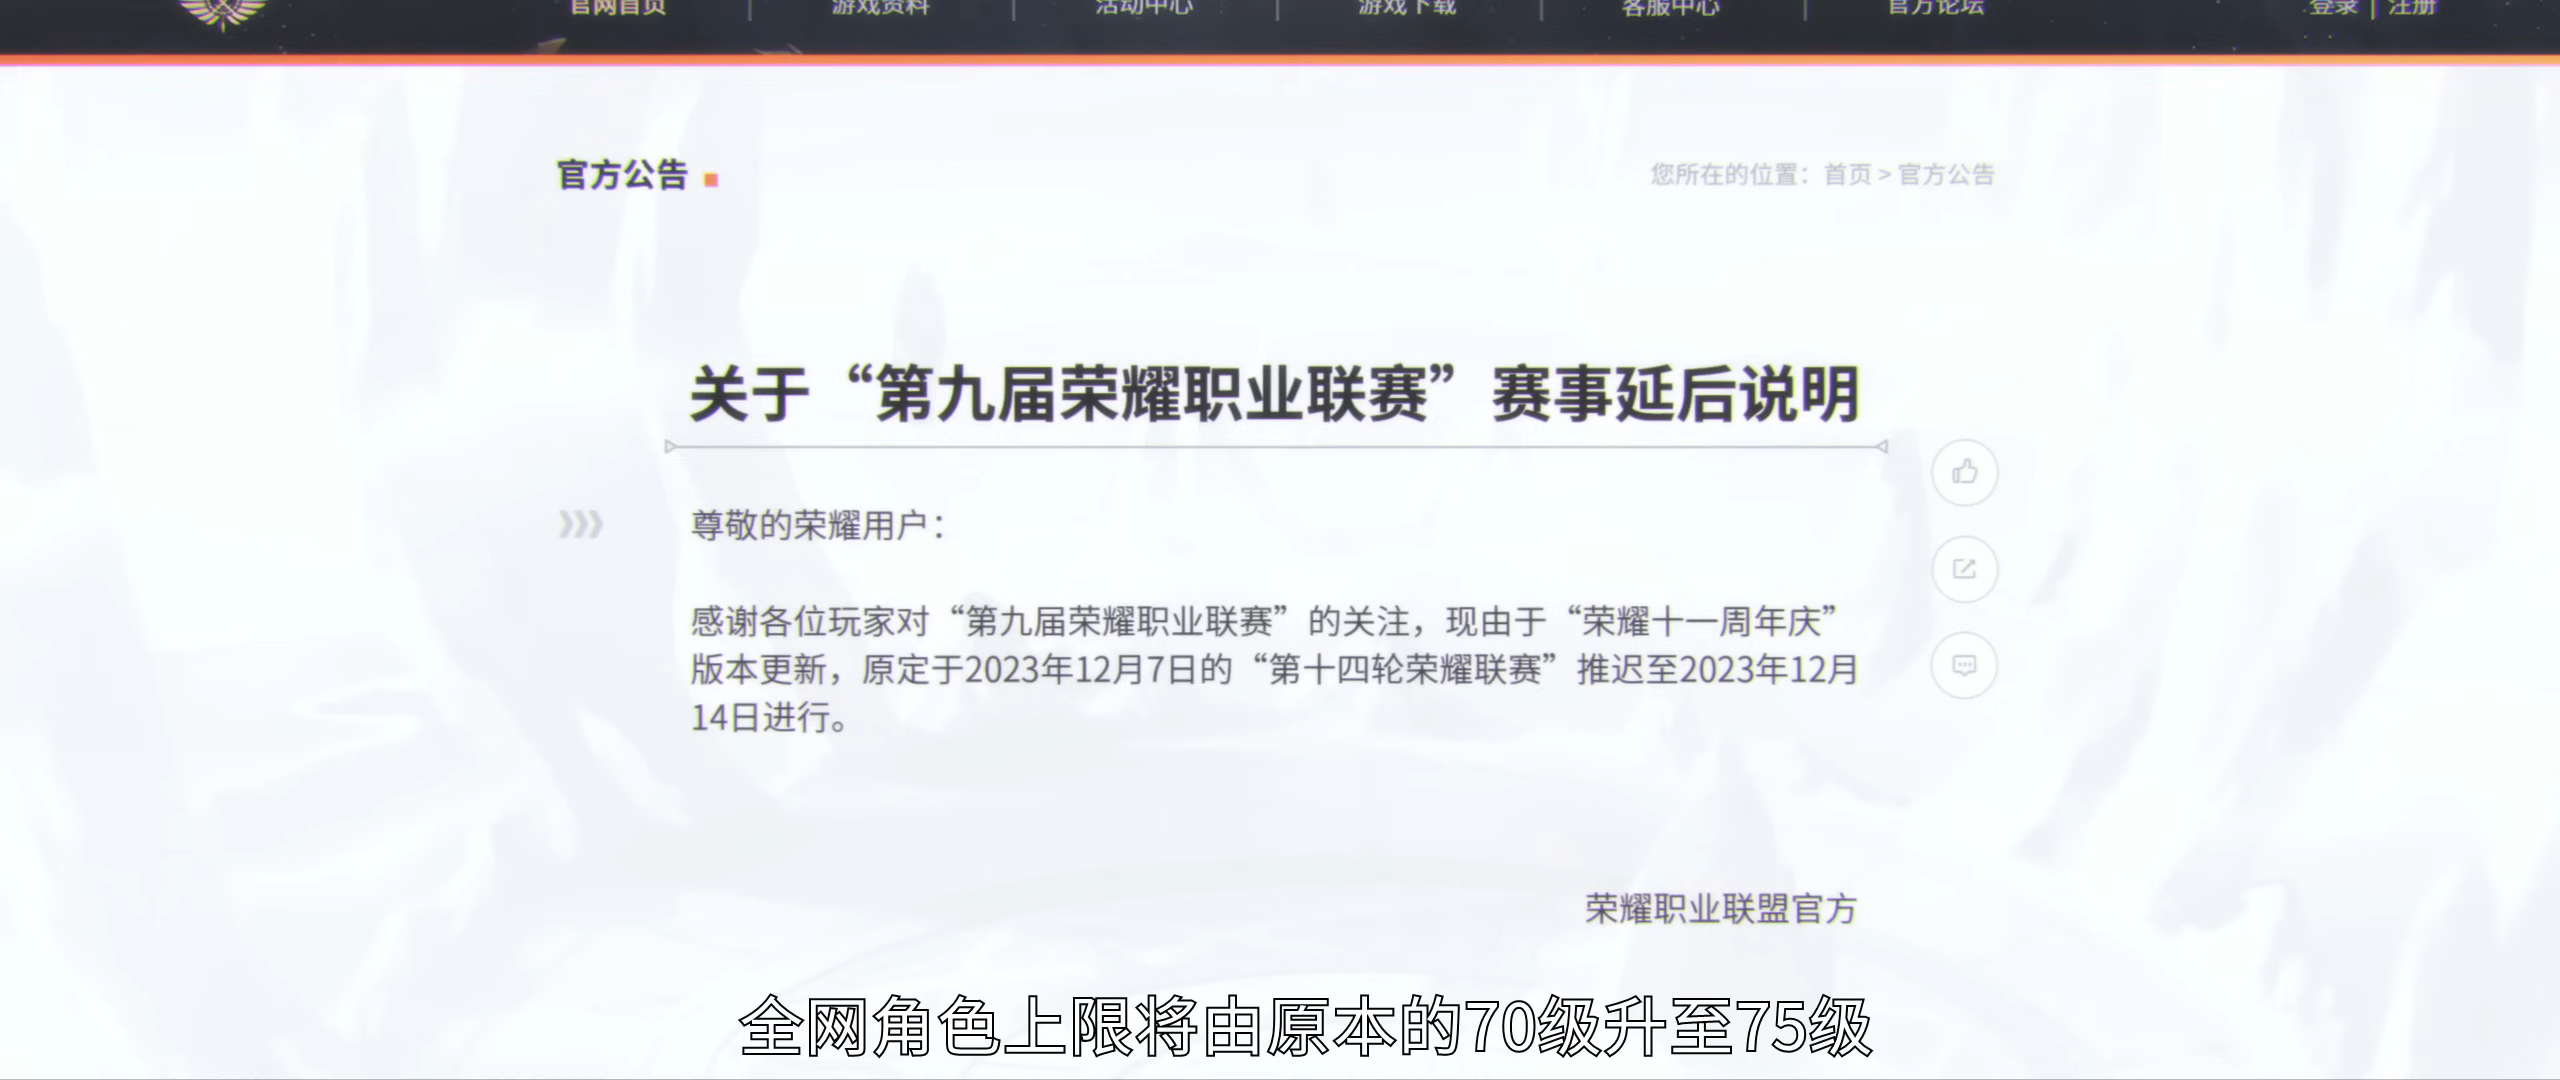 官网首页 | 游戏资料 | 活动中心 | 游戏下载 | 客服中心 | 官方论坛 登录 | 注册
官方公告 您所在的位置：首页 > 官方公告
关于“第九届荣耀职业联赛”赛事延后说明
尊敬的荣耀用户：
感谢各位玩家对“第九届荣耀职业联赛”的关注，现由于“荣耀十一周年庆”
版本更新，原定于2023年12月7日的“第十四轮荣耀联赛”推迟至2023年12月
14日进行。
荣耀职业联盟官方
全网角色上限将由原本的70级升至75级